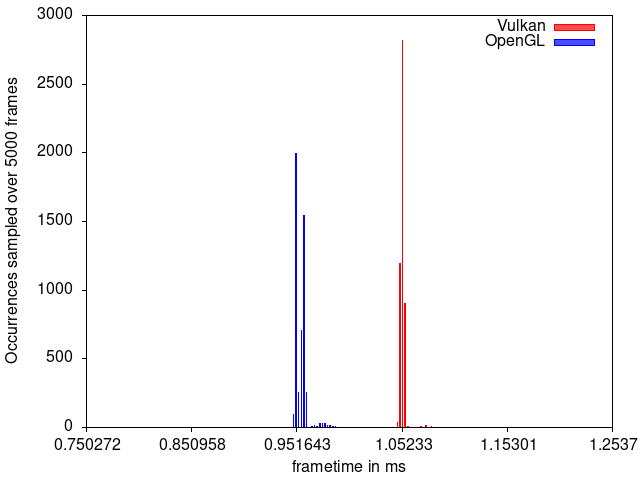 3000
Vulkan
OpenGL
2500
2000
1500
1000
500
0
Occurrences sampled over 5000 frames
0.750272 0.850958 0.951643 1.05233 1.15301 1.2537
frametime in ms